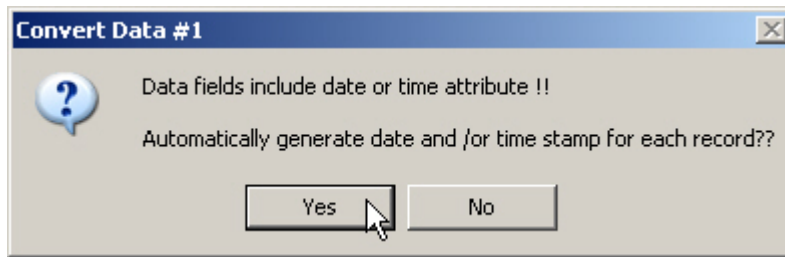 Convert Data #1
Data fields include date or time attribute !!
Automatically generate date and /or time stamp for each record??
Yes
No